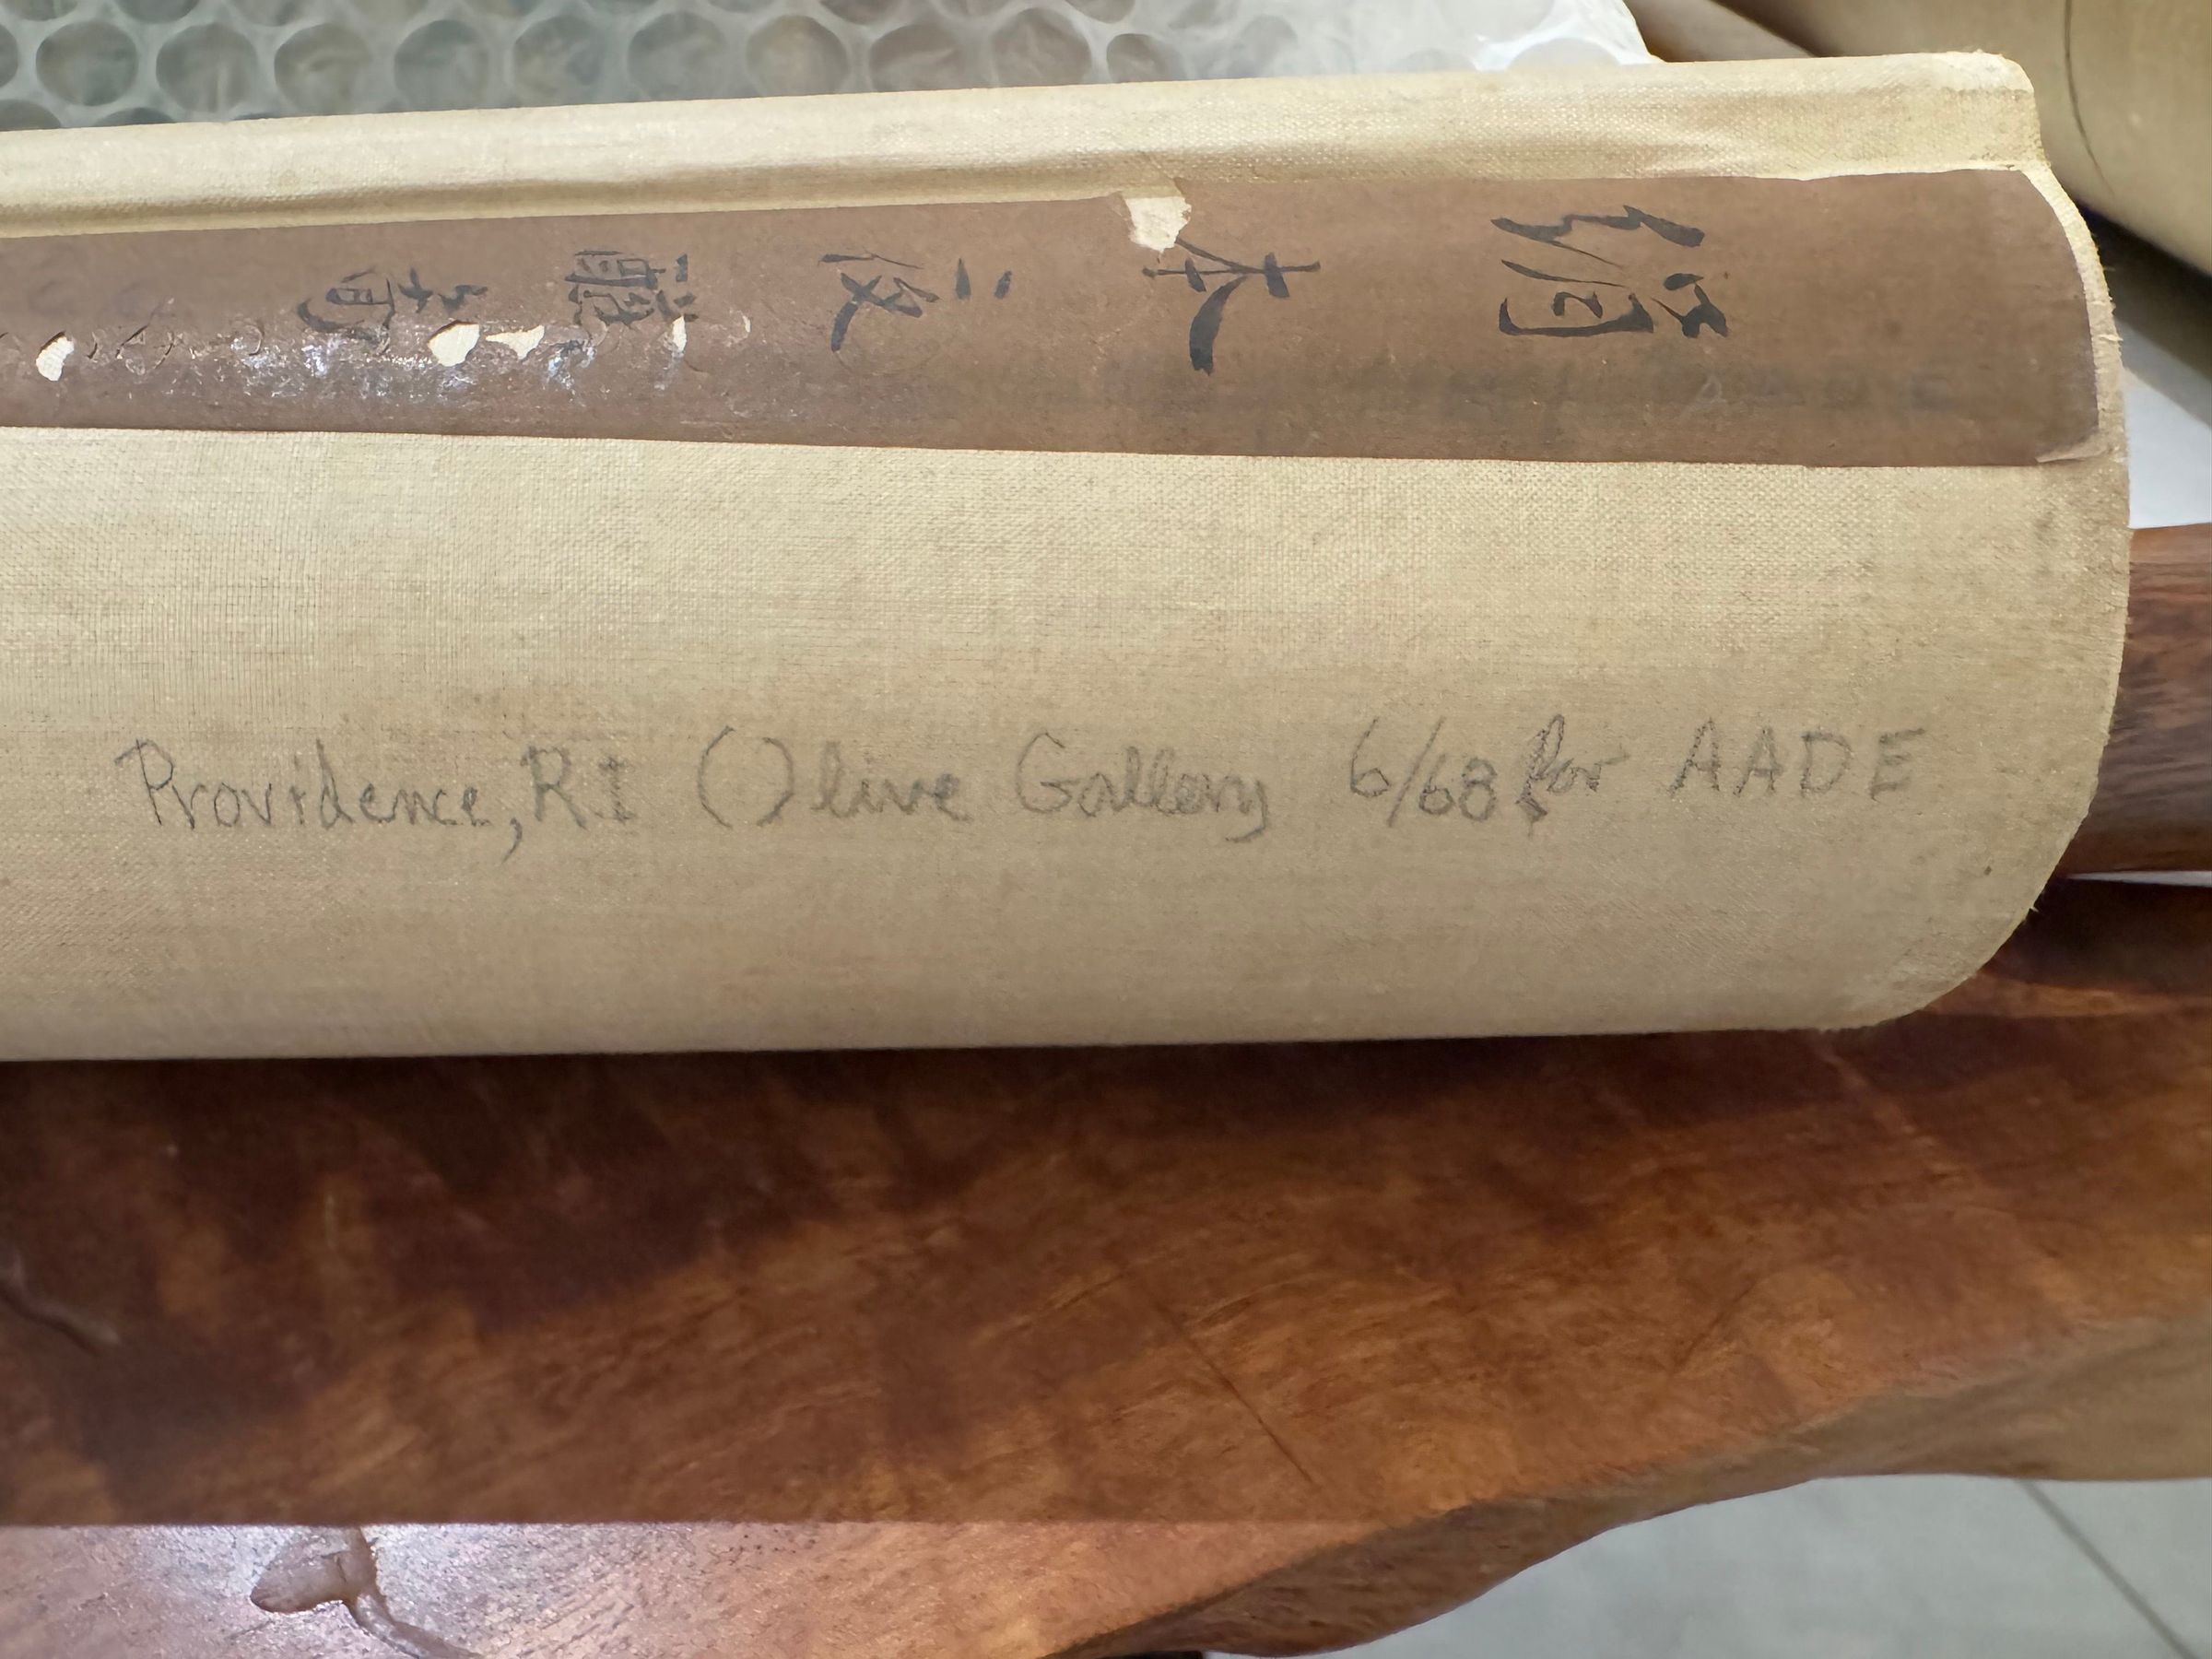 絹本
Providence, RI Olive Gallery 6/68 for AADE